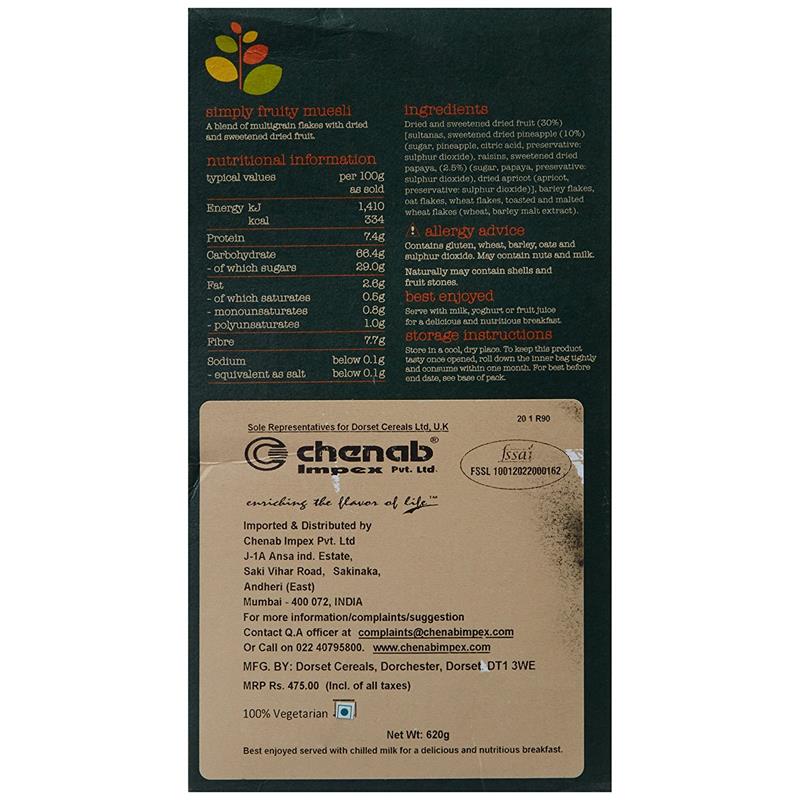 simply fruity muesli
A blend of multigrain flakes with dried
and sweetened dried fruit.
nutritional information
typical values per 100g
as sold
Energy kJ 1,410
kcal 334
Protein 7.4g
Carbohydrate 66.4g
- of which sugars 29.0g
Fat 2.6g
- of which saturates 0.5g
- monounsaturates 0.8g
- polyunsaturates 1.0g
Fibre 7.7g
Sodium below 0.1g
- equivalent as salt below 0.1g
ingredients
Dried and sweetened dried fruit (30%)
[sultanas, sweetened dried pineapple (10%)
(sugar, pineapple, citric acid, preservative:
sulphur dioxide), raisins, sweetened dried
papaya, (2.5%) (sugar, papaya, presevative:
sulphur dioxide), dried apricot (apricot,
preservative: sulphur dioxide)], barley flakes,
oat flakes, wheat flakes, toasted and malted
wheat flakes (wheat, barley malt extract).
! allergy advice
Contains gluten, wheat, barley, oats and
sulphur dioxide. May contain nuts and milk.
Naturally may contain shells and
fruit stones.
best enjoyed
Serve with milk, yoghurt or fruit juice
for a delicious and nutritious breakfast.
storage instructions
Store in a cool, dry place. To keep this product
tasty once opened, roll down the inner bag tightly
and consume within one month. For best before
end date, see base of pack.
20 1 R90
Sole Representatives for Dorset Cereals Ltd, U.K
chenab®
Impex Pvt. Ltd.
fssai
FSSL 10012022000162
enriching the flavor of life™
Imported & Distributed by
Chenab Impex Pvt. Ltd
J-1A Ansa ind. Estate,
Saki Vihar Road, Sakinaka,
Andheri (East)
Mumbai - 400 072, INDIA
For more information/complaints/suggestion
Contact Q.A officer at complaints@chenabimpex.com
Or Call on 022 40795800. www.chenabimpex.com
MFG. BY: Dorset Cereals, Dorchester, Dorset DT1 3WE
MRP Rs. 475.00 (Incl. of all taxes)
100% Vegetarian
Net Wt: 620g
Best enjoyed served with chilled milk for a delicious and nutritious breakfast.